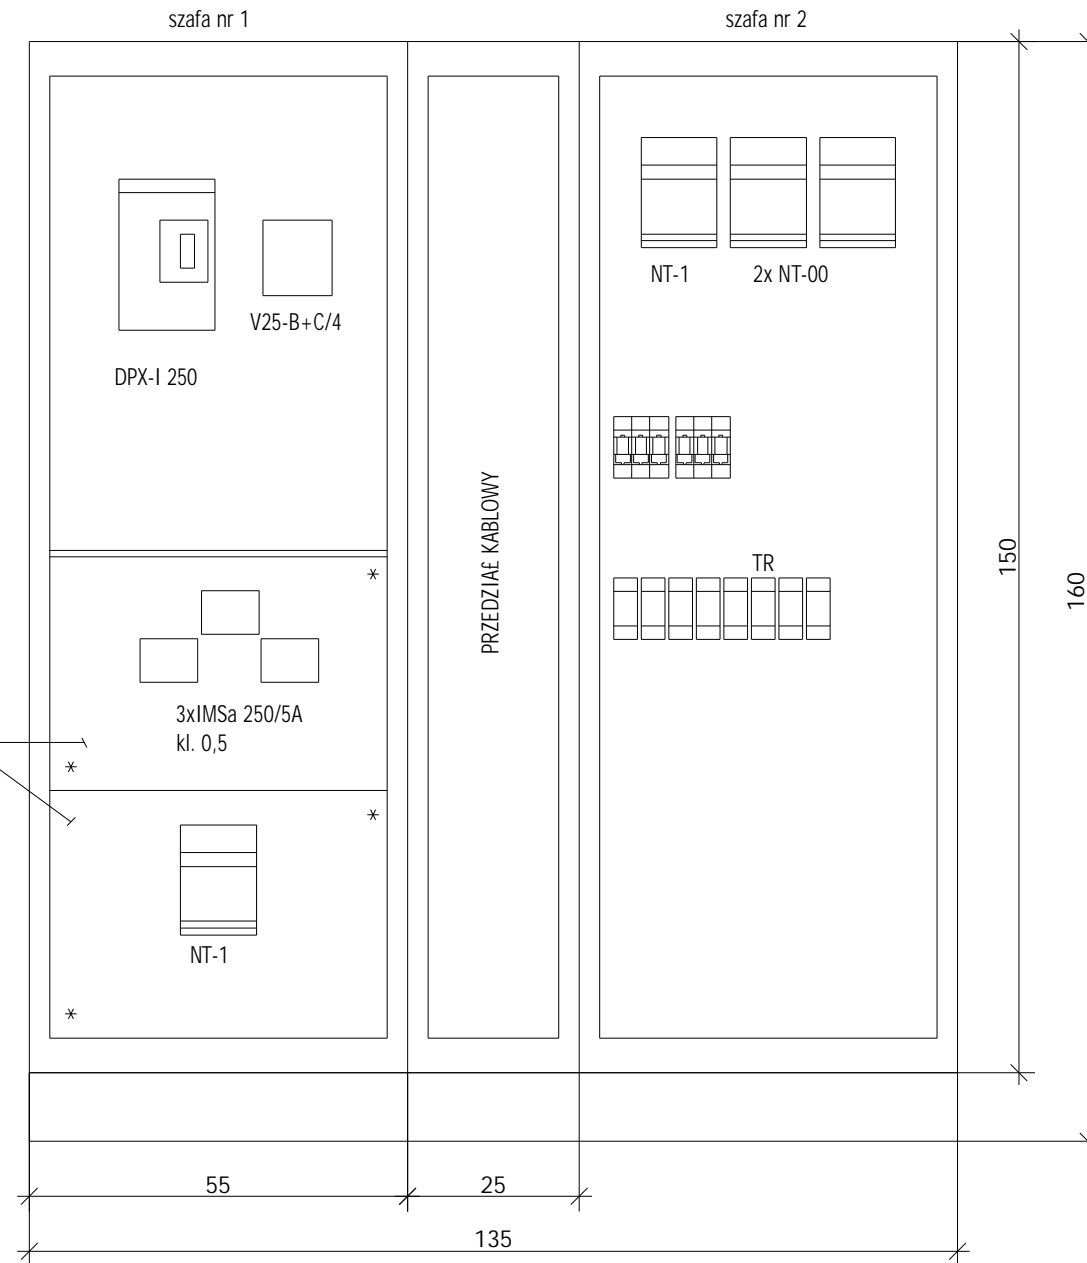 szafa nr 1
szafa nr 2
NT-1
2x NT-00
V25-B+C/4
DPX-I 250
PRZEDZIAŁ KABLOWY
TR
150
160
3xIMSa 250/5A
kl. 0,5
NT-1
55
25
135